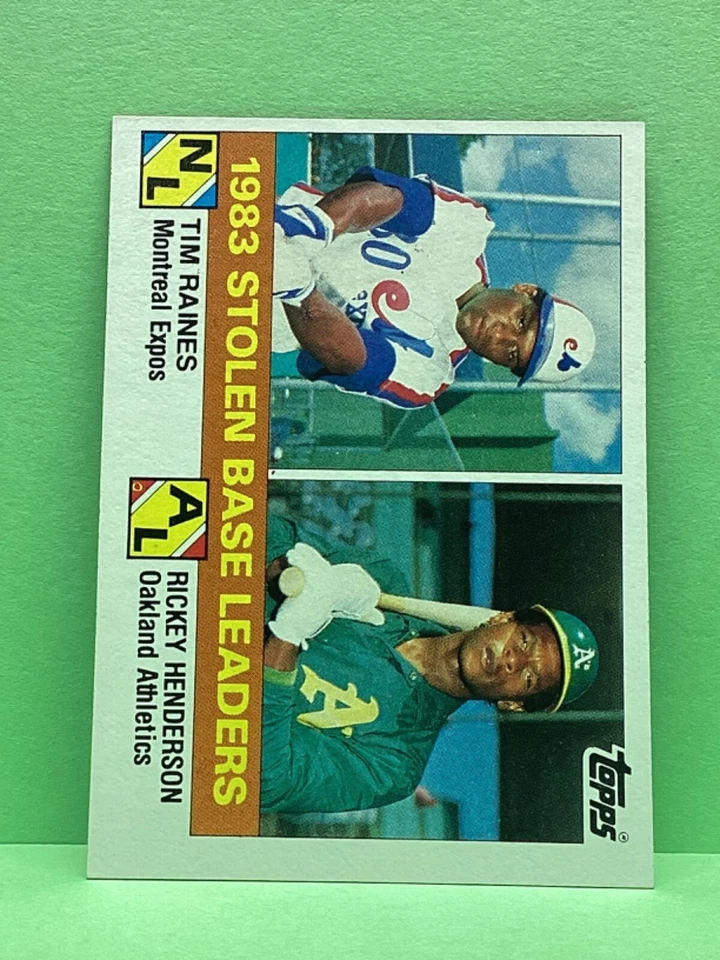 topps
1983 STOLEN BASE LEADERS
NL
TIM RAINES
Montreal Expos
AL
RICKEY HENDERSON
Oakland Athletics
A's
A